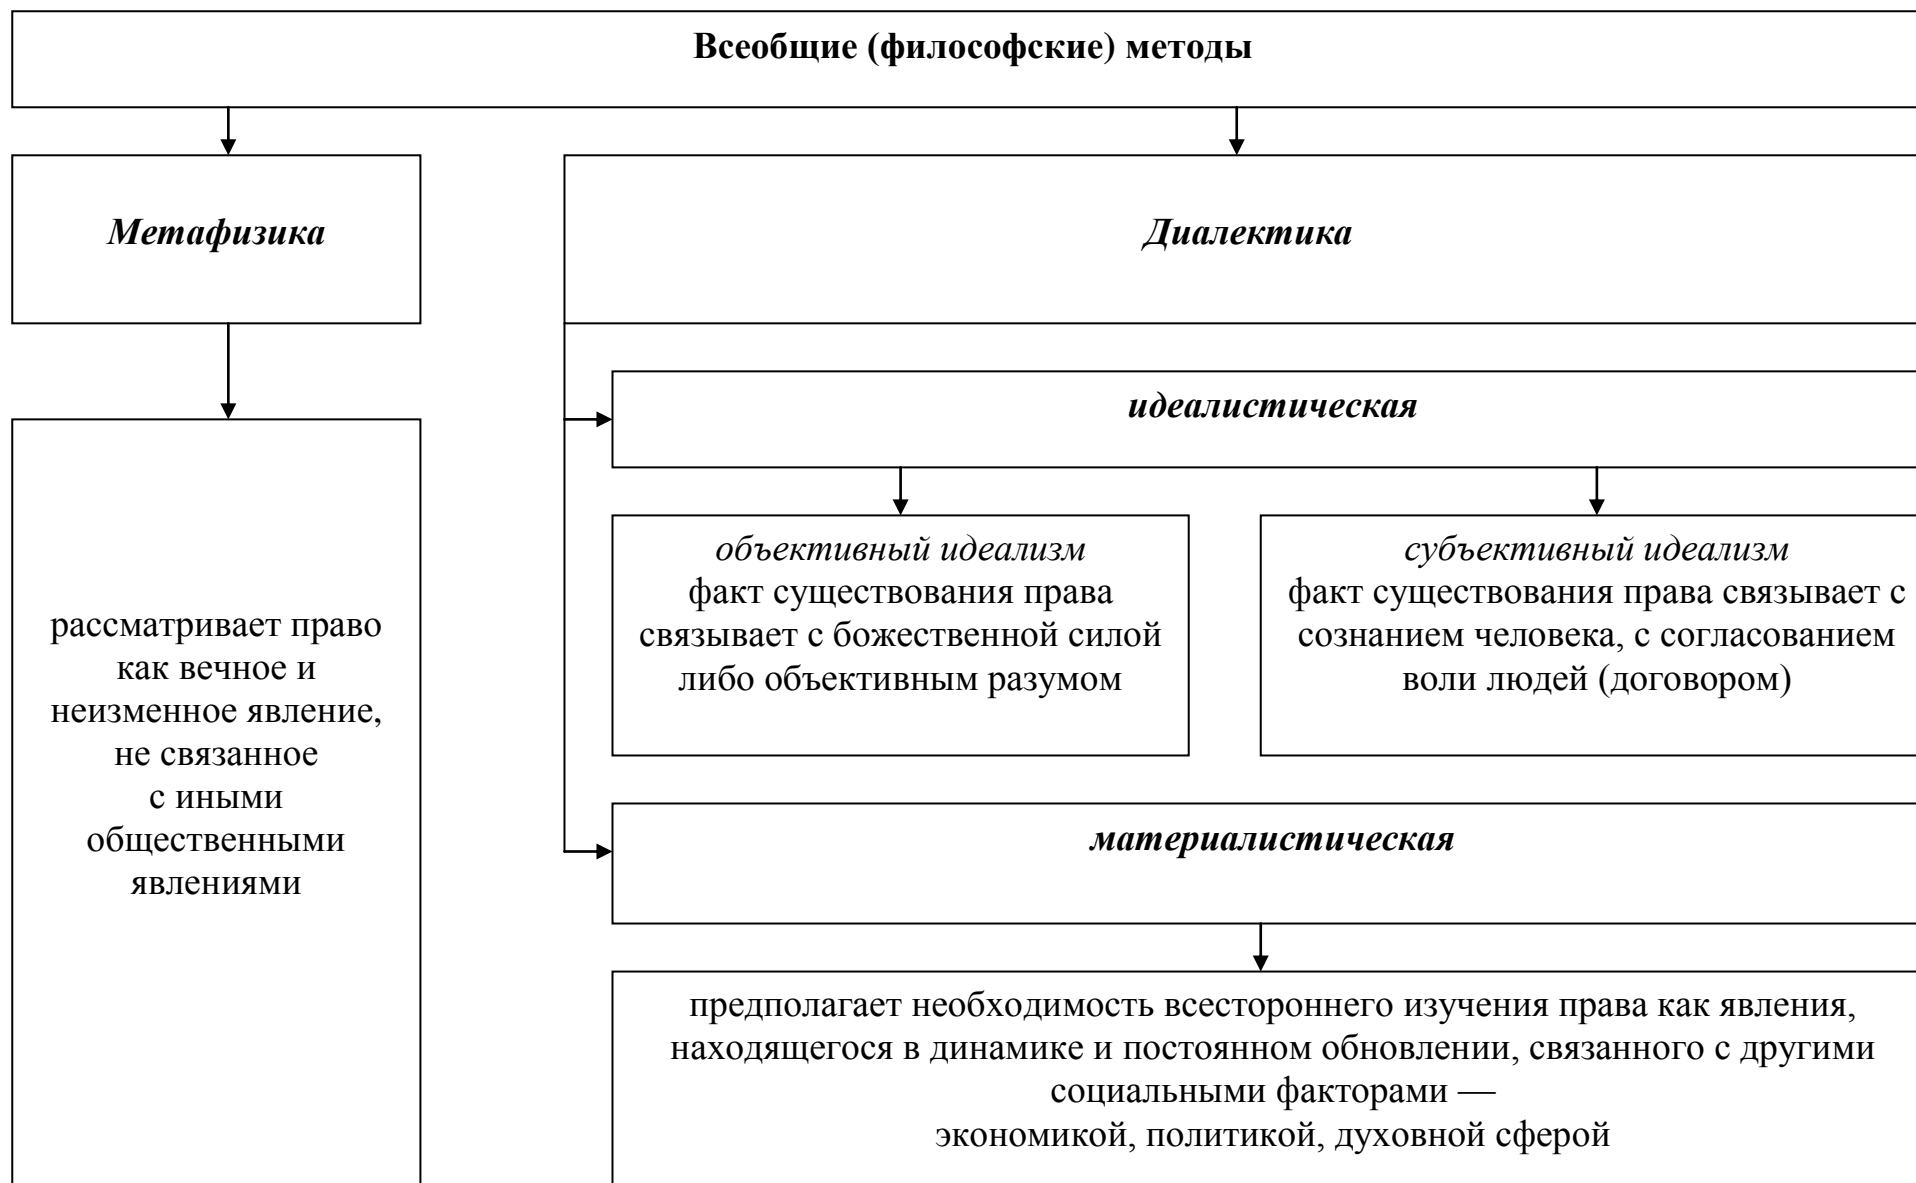 Всеобщие (философские) методы
Метафизика
Диалектика
рассматривает право
как вечное и
неизменное явление,
не связанное
с иными
общественными
явлениями
идеалистическая
объективный идеализм
факт существования права
связывает с божественной силой
либо объективным разумом
субъективный идеализм
факт существования права связывает с
сознанием человека, с согласованием
воли людей (договором)
материалистическая
предполагает необходимость всестороннего изучения права как явления,
находящегося в динамике и постоянном обновлении, связанного с другими
социальными факторами —
экономикой, политикой, духовной сферой